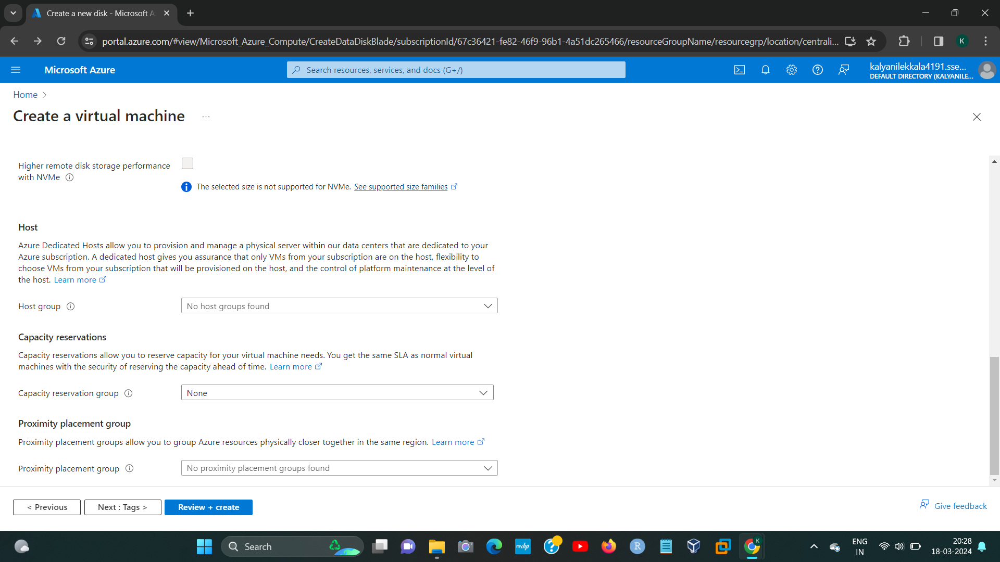 Create a new disk - Microsoft A
portal.azure.com/#view/Microsoft_Azure_Compute/CreateDataDiskBlade/subscriptionId/67c36421-fe82-46f9-96b1-4a51dc265466/resourceGroupName/resourcegrp/location/centrali...
K
Microsoft Azure
Search resources, services, and docs (G+/)
kalyanilekkala4191.sse...
DEFAULT DIRECTORY (KALYANILE...
Home >
Create a virtual machine ...
Higher remote disk storage performance
with NVMe
The selected size is not supported for NVMe. See supported size families
Host
Azure Dedicated Hosts allow you to provision and manage a physical server within our data centers that are dedicated to your
Azure subscription. A dedicated host gives you assurance that only VMs from your subscription are on the host, flexibility to
choose VMs from your subscription that will be provisioned on the host, and the control of platform maintenance at the level of
the host. Learn more
Host group
No host groups found
Capacity reservations
Capacity reservations allow you to reserve capacity for your virtual machine needs. You get the same SLA as normal virtual
machines with the security of reserving the capacity ahead of time. Learn more
Capacity reservation group
None
Proximity placement group
Proximity placement groups allow you to group Azure resources physically closer together in the same region. Learn more
Proximity placement group
No proximity placement groups found
< Previous
Next : Tags >
Review + create
Give feedback
Search
myhp
R
K
ENG
IN
20:28
18-03-2024